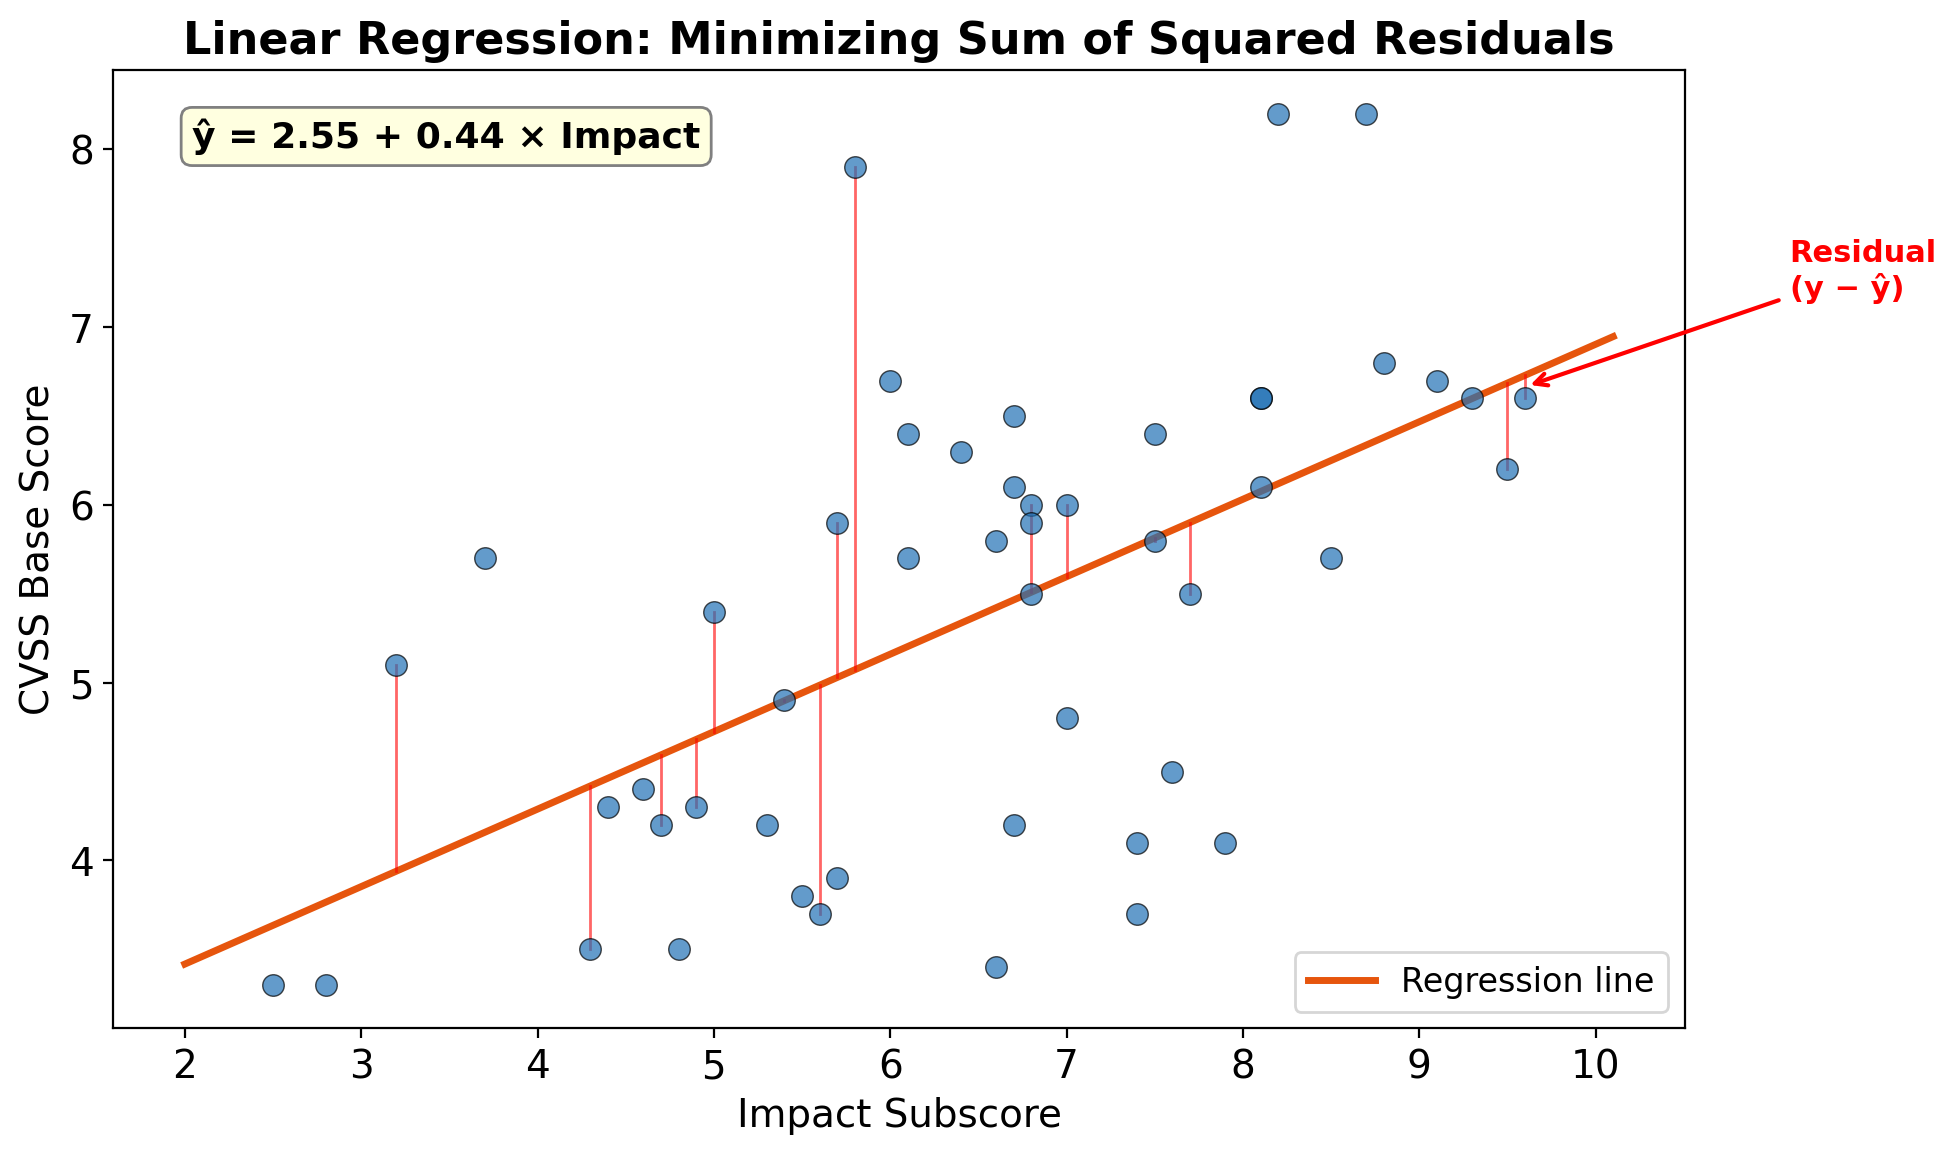 Linear Regression: Minimizing Sum of Squared Residuals
ŷ = 2.55 + 0.44 × Impact
Residual
(y − ŷ)
8
7
6
5
4
CVSS Base Score
Regression line
2 3 4 5 6 7 8 9 10
Impact Subscore